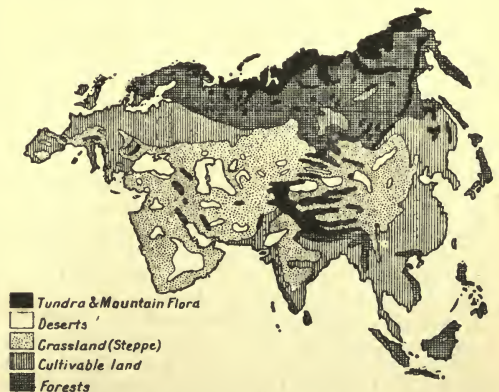 Tundra & Mountain Flora
Deserts
Grassland (Steppe)
Cultivable land
Forests